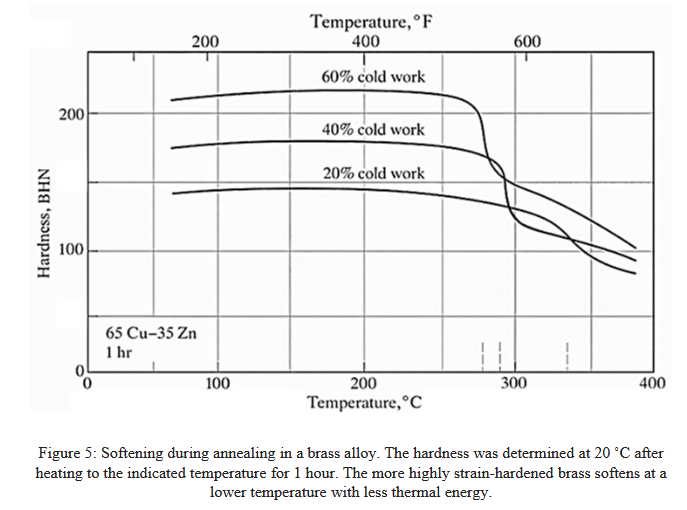 Temperature, °F
200 400 600
60% cold work
200
40% cold work
20% cold work
Hardness, BHN
100
65 Cu–35 Zn
1 hr
0
0 100 200 300 400
Temperature, °C
Figure 5: Softening during annealing in a brass alloy. The hardness was determined at 20 °C after
heating to the indicated temperature for 1 hour. The more highly strain-hardened brass softens at a
lower temperature with less thermal energy.